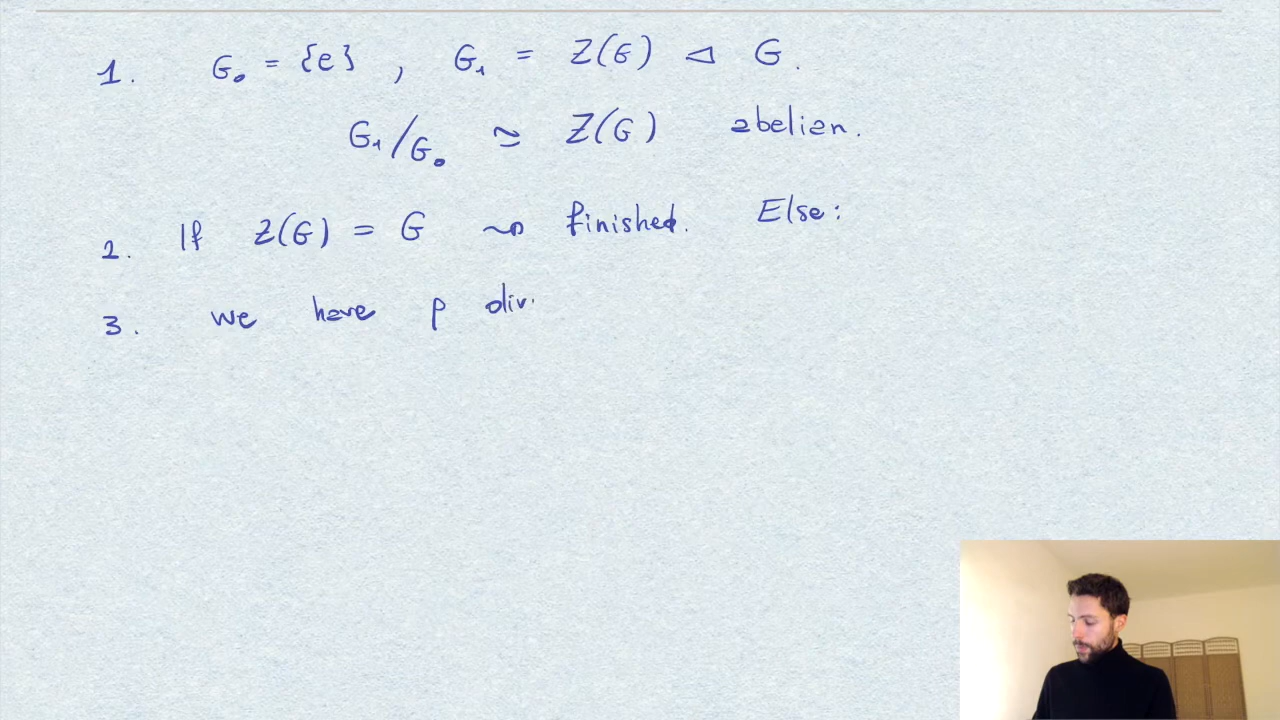 1. G₀ = {e} , G₁ = Z(G) ⊲ G.
G₁/G₀ ≃ Z(G) abelian.
2. If Z(G) = G ⇝ finished. Else:
3. we have p div.